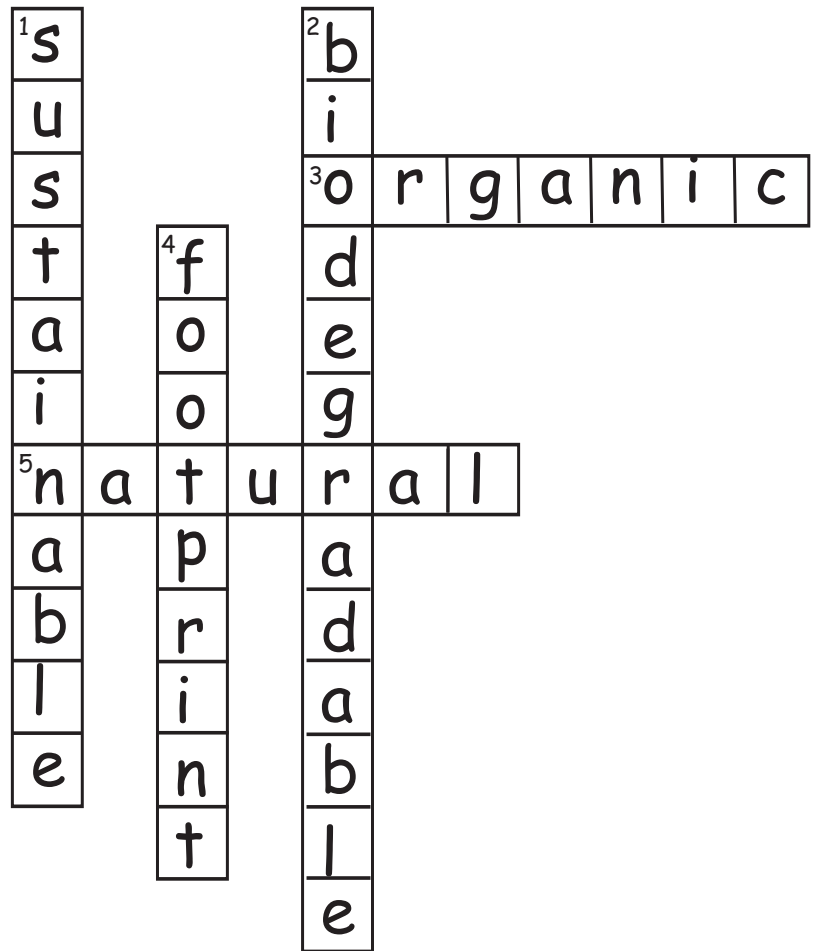 1 sustainable
2 biodegradable
3 organic
4 footprint
5 natural